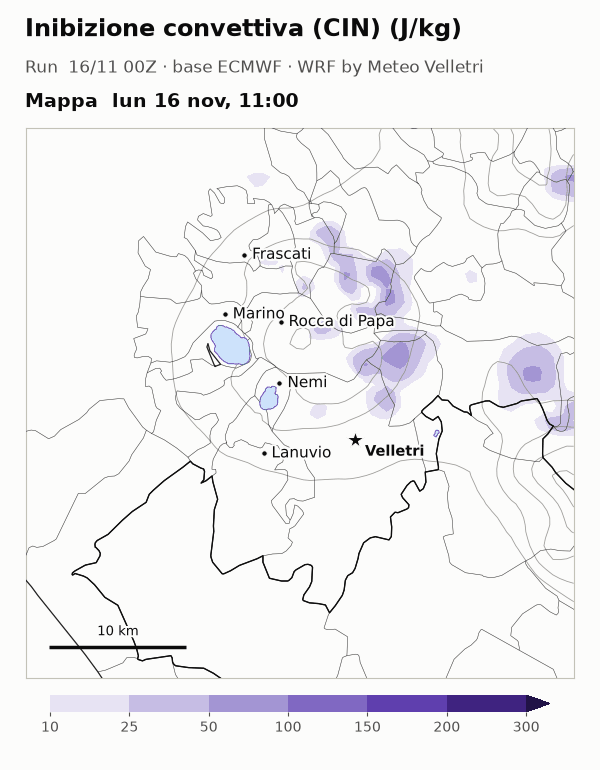 Inibizione convettiva (CIN) (J/kg)
Run  16/11 00Z · base ECMWF · WRF by Meteo Velletri
Mappa  lun 16 nov, 11:00
Frascati
Marino
Rocca di Papa
Nemi
Velletri
Lanuvio
10 km
10 25 50 100 150 200 300